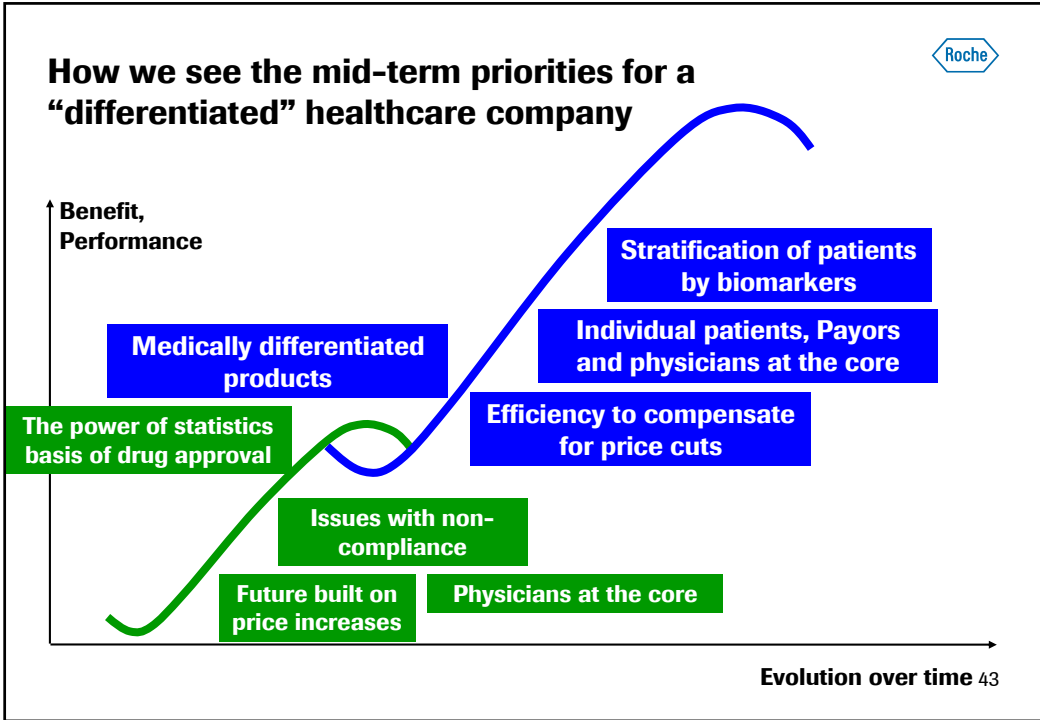 How we see the mid-term priorities for a
“differentiated” healthcare company
Roche
Benefit,
Performance
Stratification of patients
by biomarkers
Medically differentiated
products
Individual patients, Payors
and physicians at the core
The power of statistics
basis of drug approval
Efficiency to compensate
for price cuts
Issues with non-
compliance
Future built on
price increases
Physicians at the core
Evolution over time 43